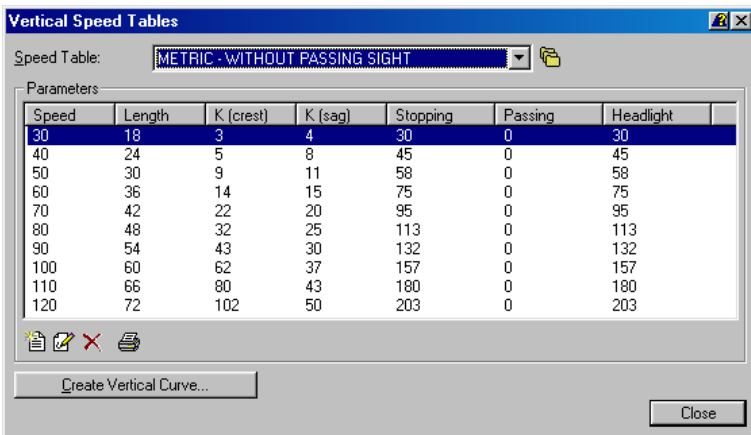 Vertical Speed Tables
Speed Table: METRIC - WITHOUT PASSING SIGHT
Parameters
Speed Length K (crest) K (sag) Stopping Passing Headlight
30 18 3 4 30 0 30
40 24 5 8 45 0 45
50 30 9 11 58 0 58
60 36 14 15 75 0 75
70 42 22 20 95 0 95
80 48 32 25 113 0 113
90 54 43 30 132 0 132
100 60 62 37 157 0 157
110 66 80 43 180 0 180
120 72 102 50 203 0 203
Create Vertical Curve...
Close